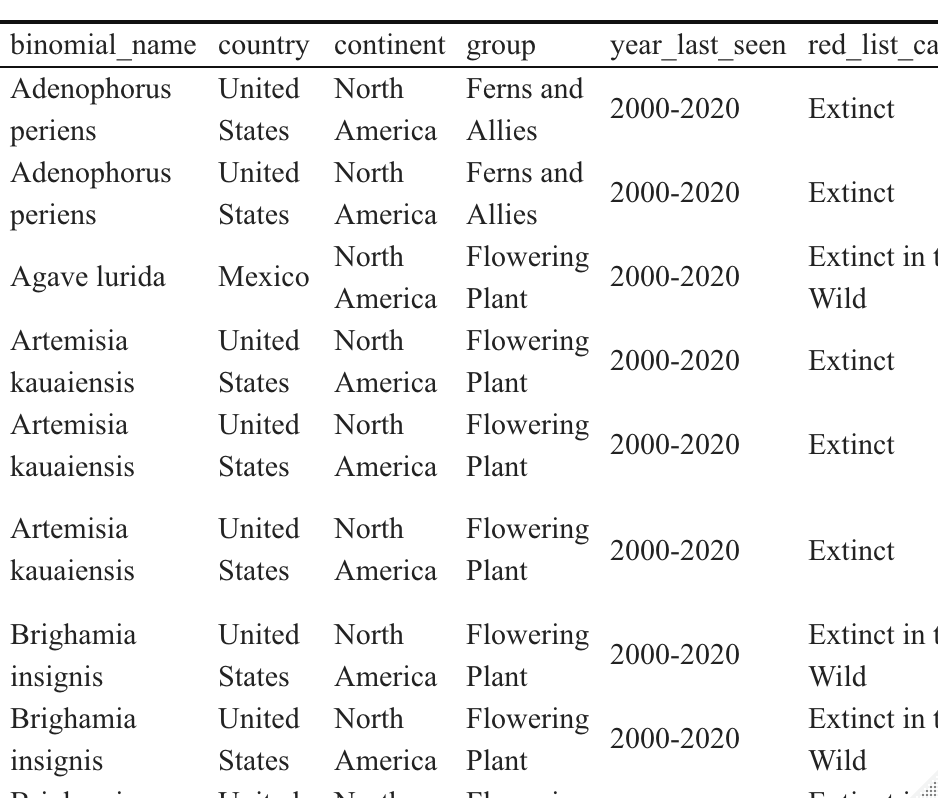 binomial_name country continent group year_last_seen red_list_ca
Adenophorus periens United States North America Ferns and Allies 2000-2020 Extinct
Adenophorus periens United States North America Ferns and Allies 2000-2020 Extinct
Agave lurida Mexico North America Flowering Plant 2000-2020 Extinct in t Wild
Artemisia kauaiensis United States North America Flowering Plant 2000-2020 Extinct
Artemisia kauaiensis United States North America Flowering Plant 2000-2020 Extinct
Artemisia kauaiensis United States North America Flowering Plant 2000-2020 Extinct
Brighamia insignis United States North America Flowering Plant 2000-2020 Extinct in t Wild
Brighamia insignis United States North America Flowering Plant 2000-2020 Extinct in t Wild